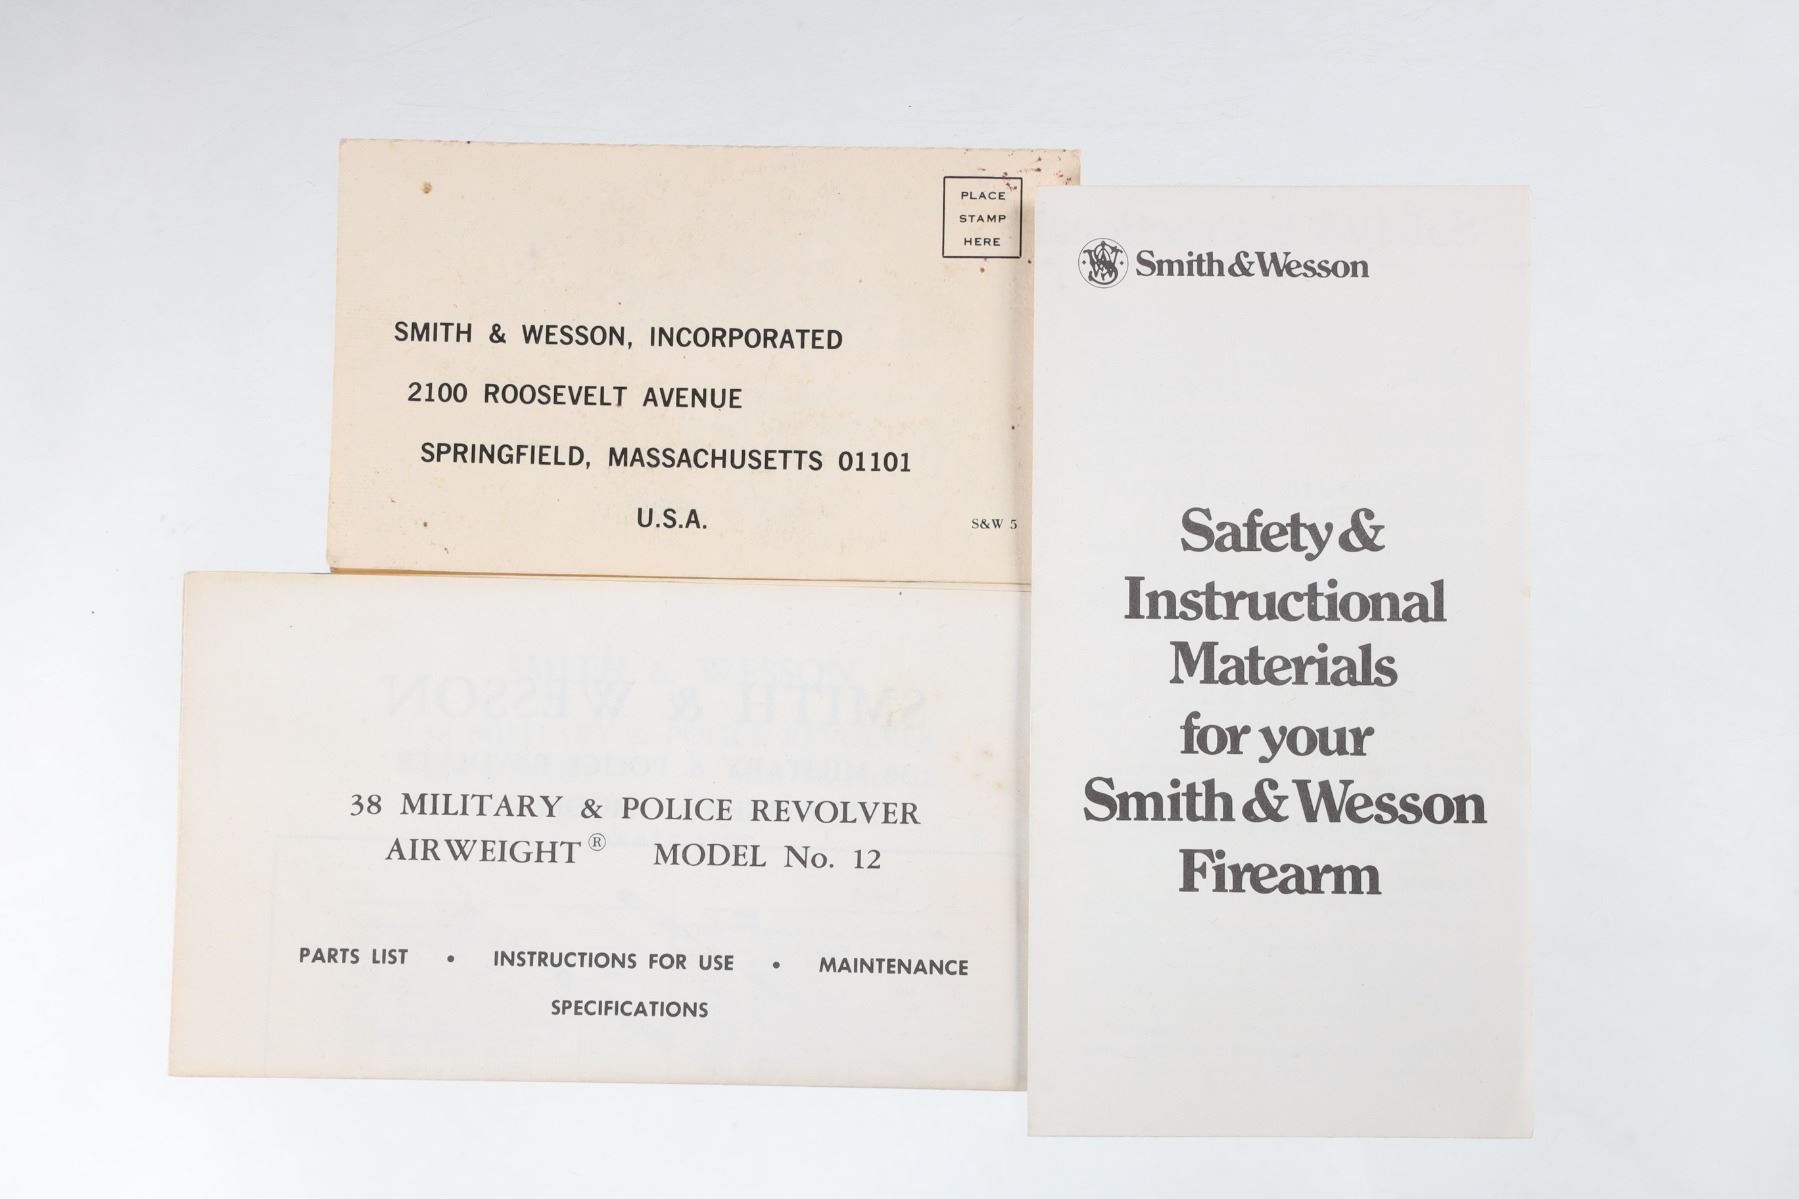 PLACE
STAMP
HERE
SMITH & WESSON, INCORPORATED
2100 ROOSEVELT AVENUE
SPRINGFIELD, MASSACHUSETTS 01101
U.S.A.
S&W 5
38 MILITARY & POLICE REVOLVER
AIRWEIGHT® MODEL No. 12
PARTS LIST • INSTRUCTIONS FOR USE • MAINTENANCE
SPECIFICATIONS
Smith & Wesson
Safety &
Instructional
Materials
for your
Smith & Wesson
Firearm